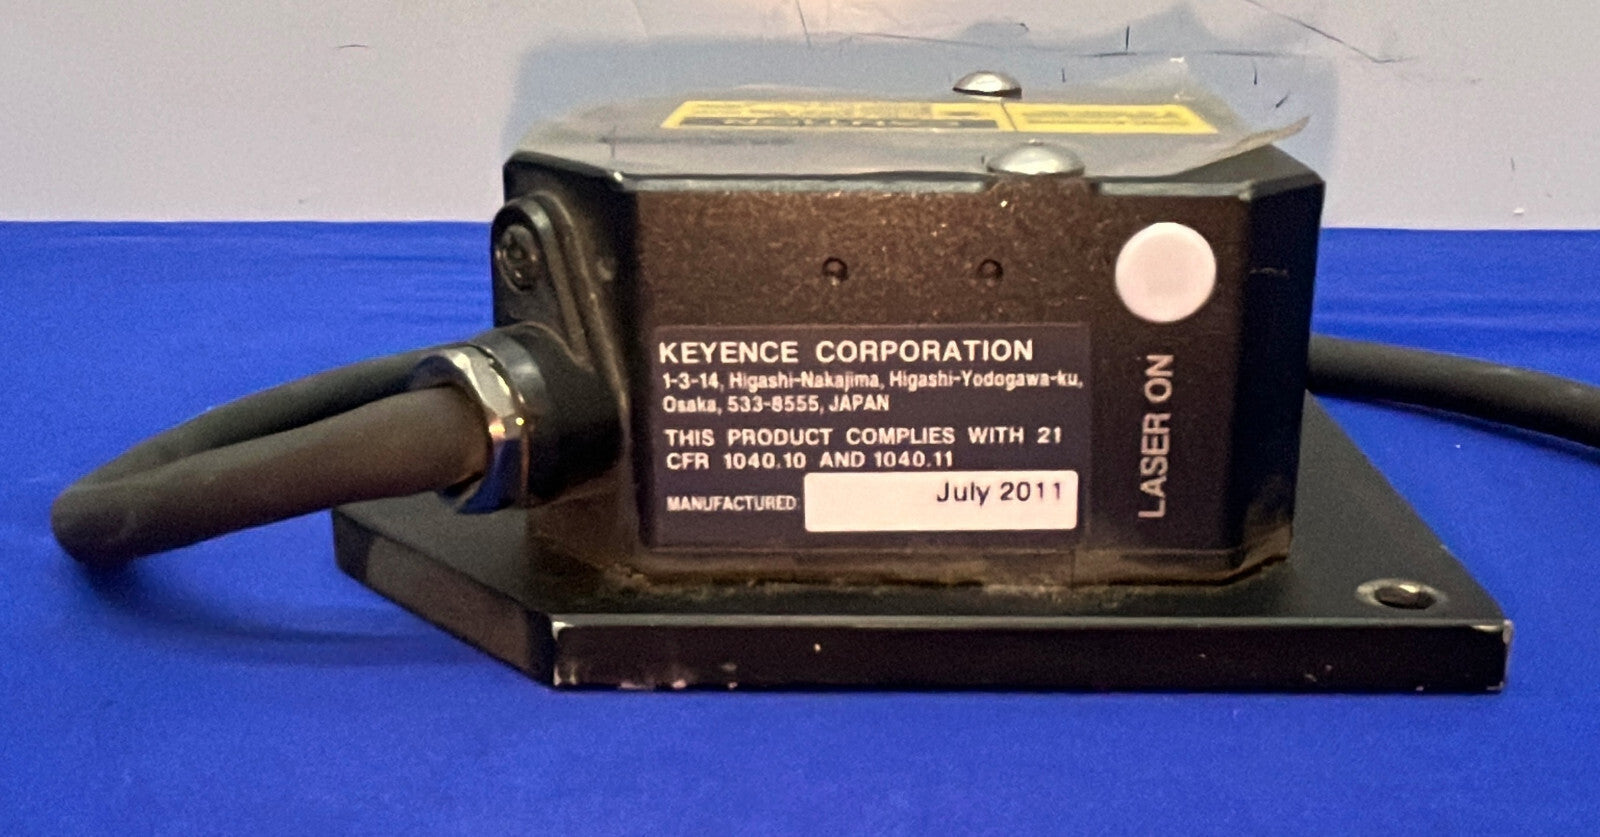 CAUTION
KEYENCE CORPORATION
1-3-14, Higashi-Nakajima, Higashi-Yodogawa-ku,
Osaka, 533-8555, JAPAN
THIS PRODUCT COMPLIES WITH 21
CFR 1040.10 AND 1040.11
MANUFACTURED July 2011
LASER ON